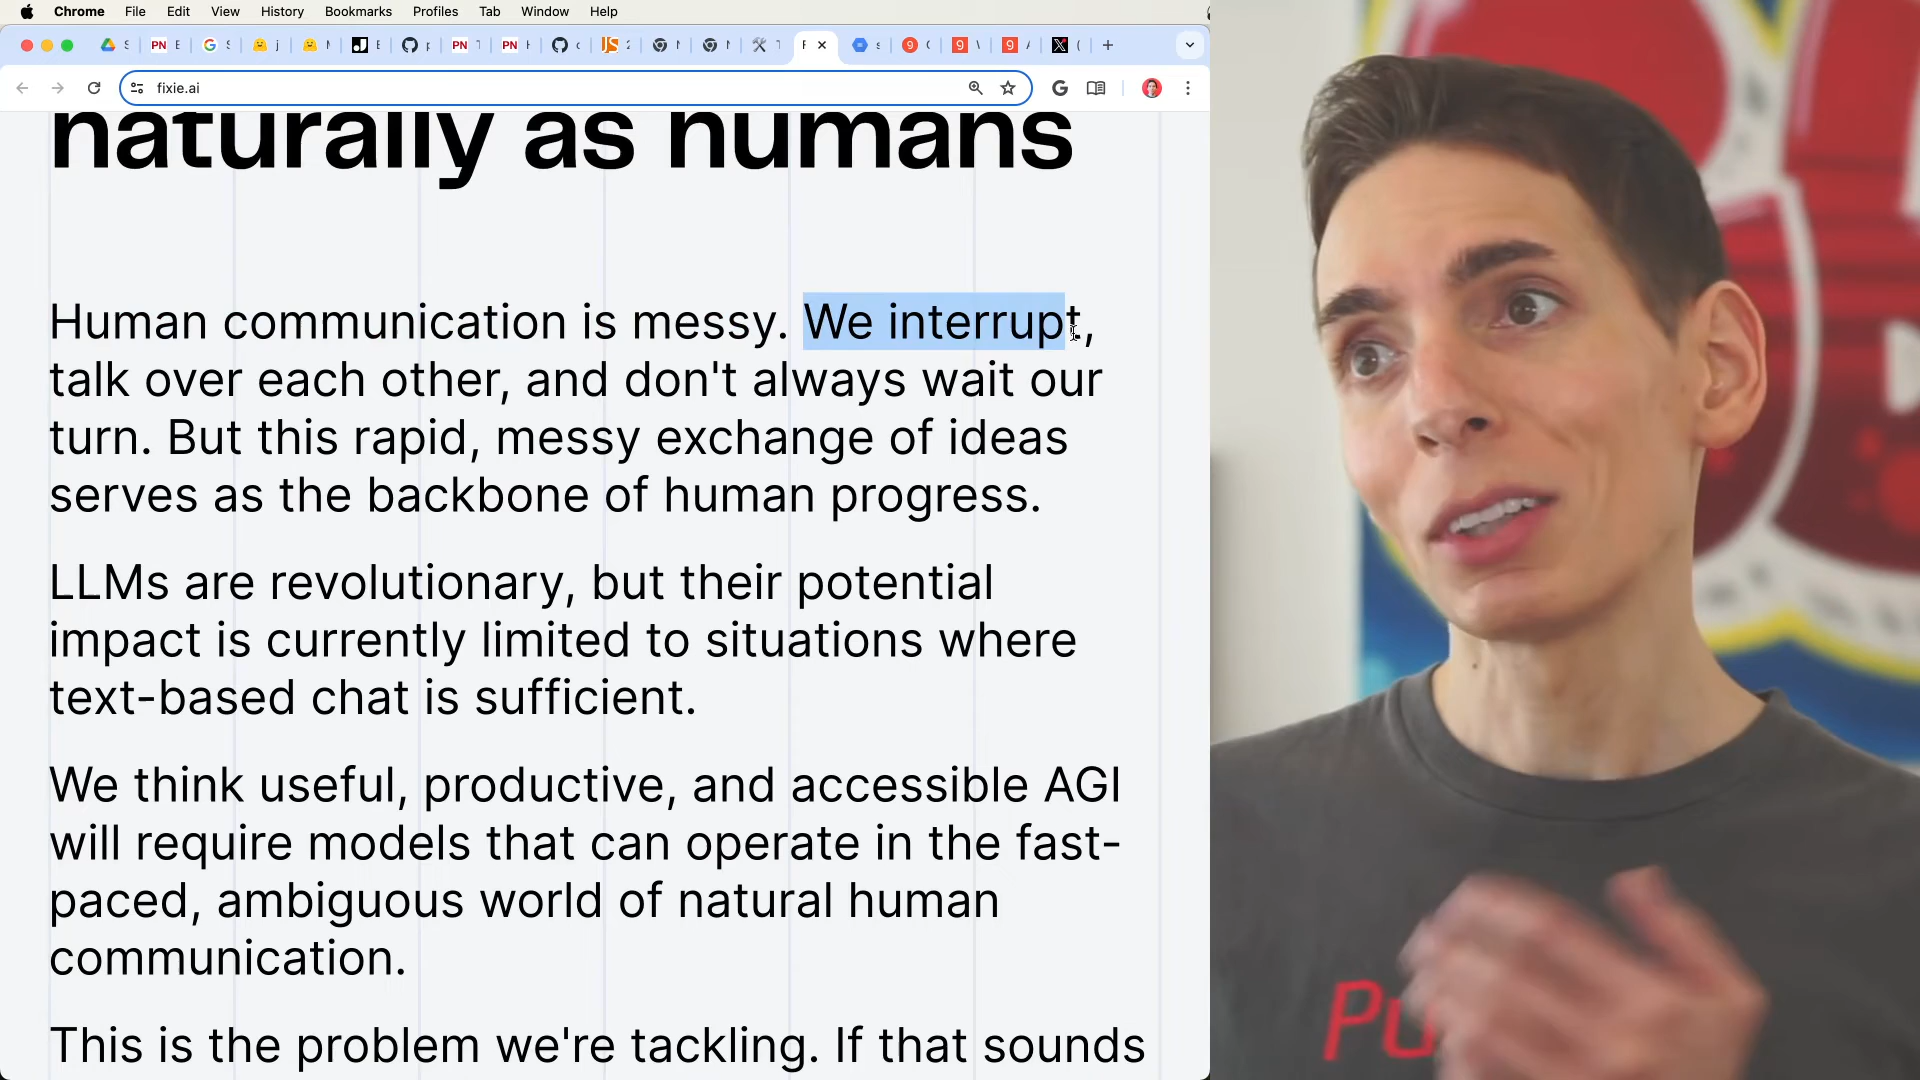 Chrome File Edit View History Bookmarks Profiles Tab Window Help
fixie.ai
naturally as humans
Human communication is messy. We interrupt,
talk over each other, and don't always wait our
turn. But this rapid, messy exchange of ideas
serves as the backbone of human progress.
LLMs are revolutionary, but their potential
impact is currently limited to situations where
text-based chat is sufficient.
We think useful, productive, and accessible AGI
will require models that can operate in the fast-
paced, ambiguous world of natural human
communication.
This is the problem we're tackling. If that sounds
Pu